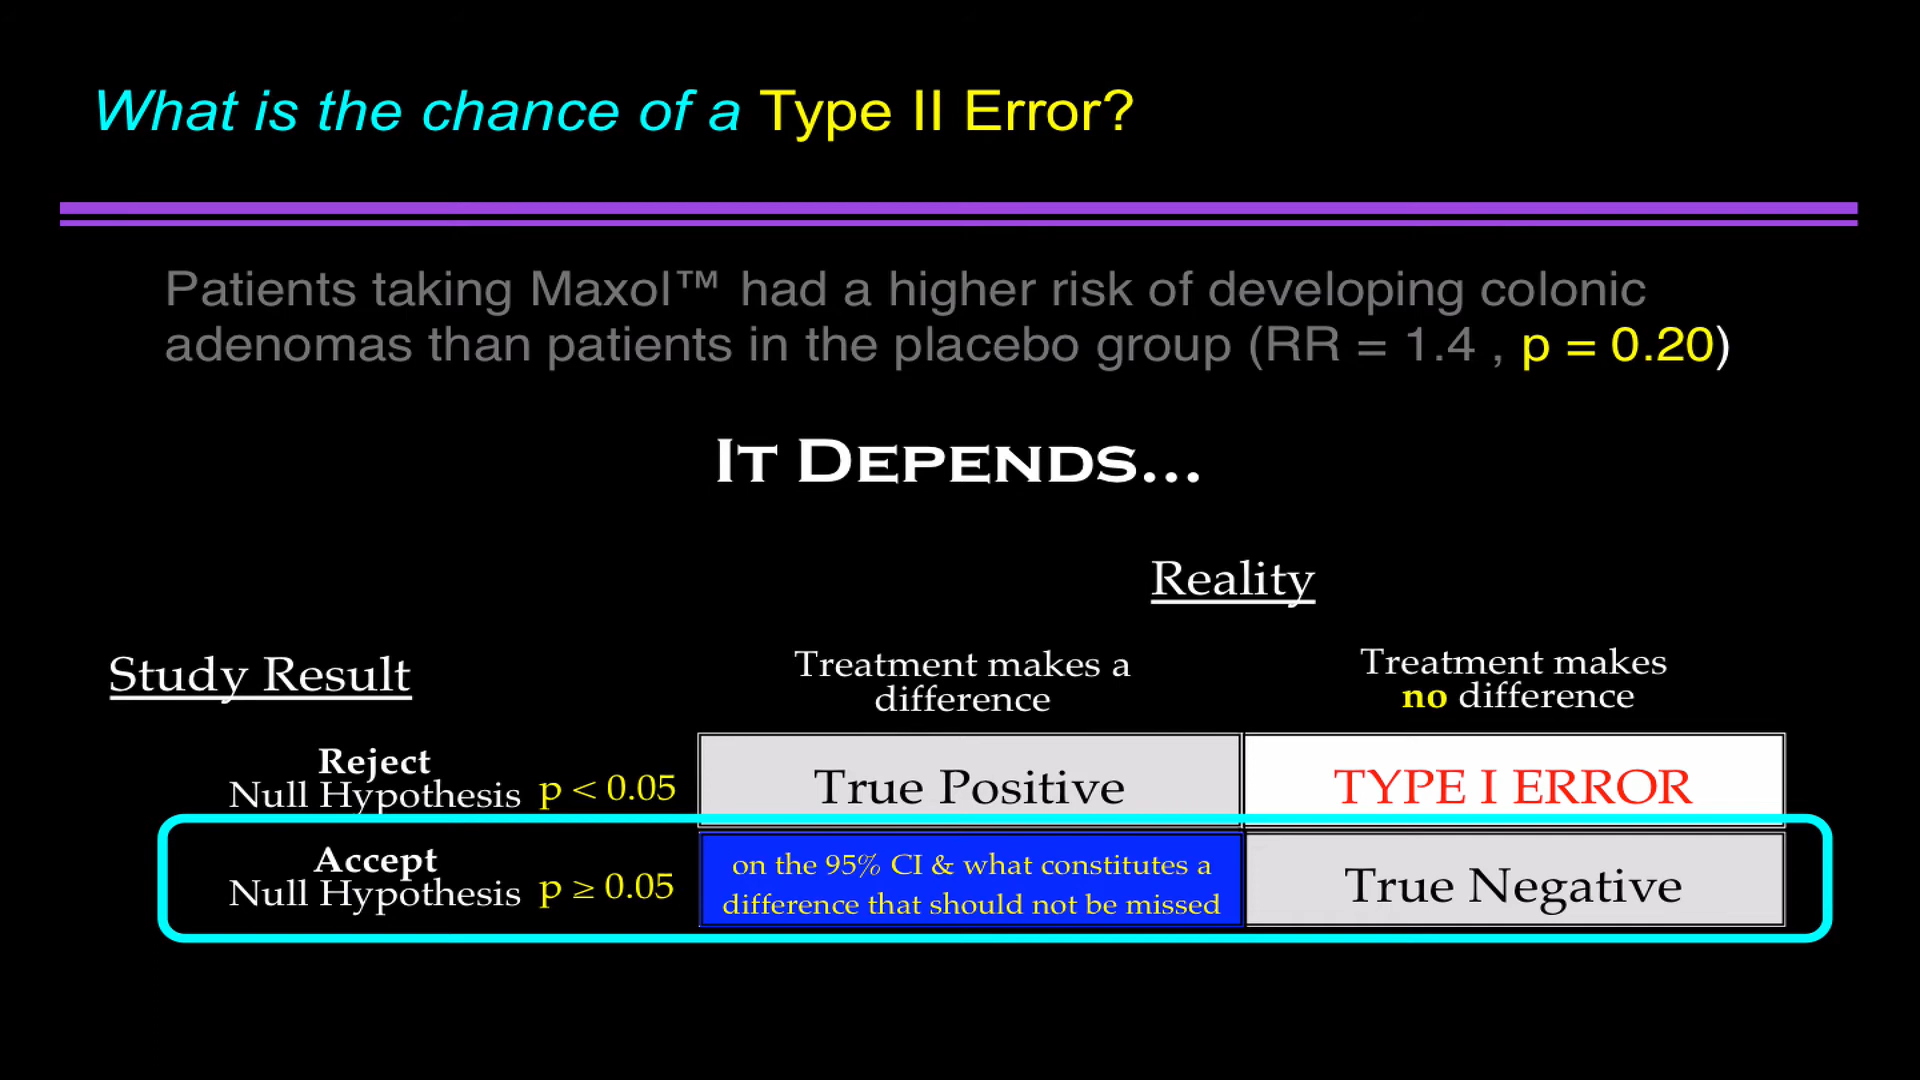 What is the chance of a Type II Error?
Patients taking Maxol™ had a higher risk of developing colonic
adenomas than patients in the placebo group (RR = 1.4 , p = 0.20)
IT DEPENDS...
Reality
Study Result
Treatment makes a
difference
Treatment makes
no difference
Reject
Null Hypothesis p < 0.05
True Positive
TYPE I ERROR
Accept
Null Hypothesis p ≥ 0.05
on the 95% CI & what constitutes a
difference that should not be missed
True Negative